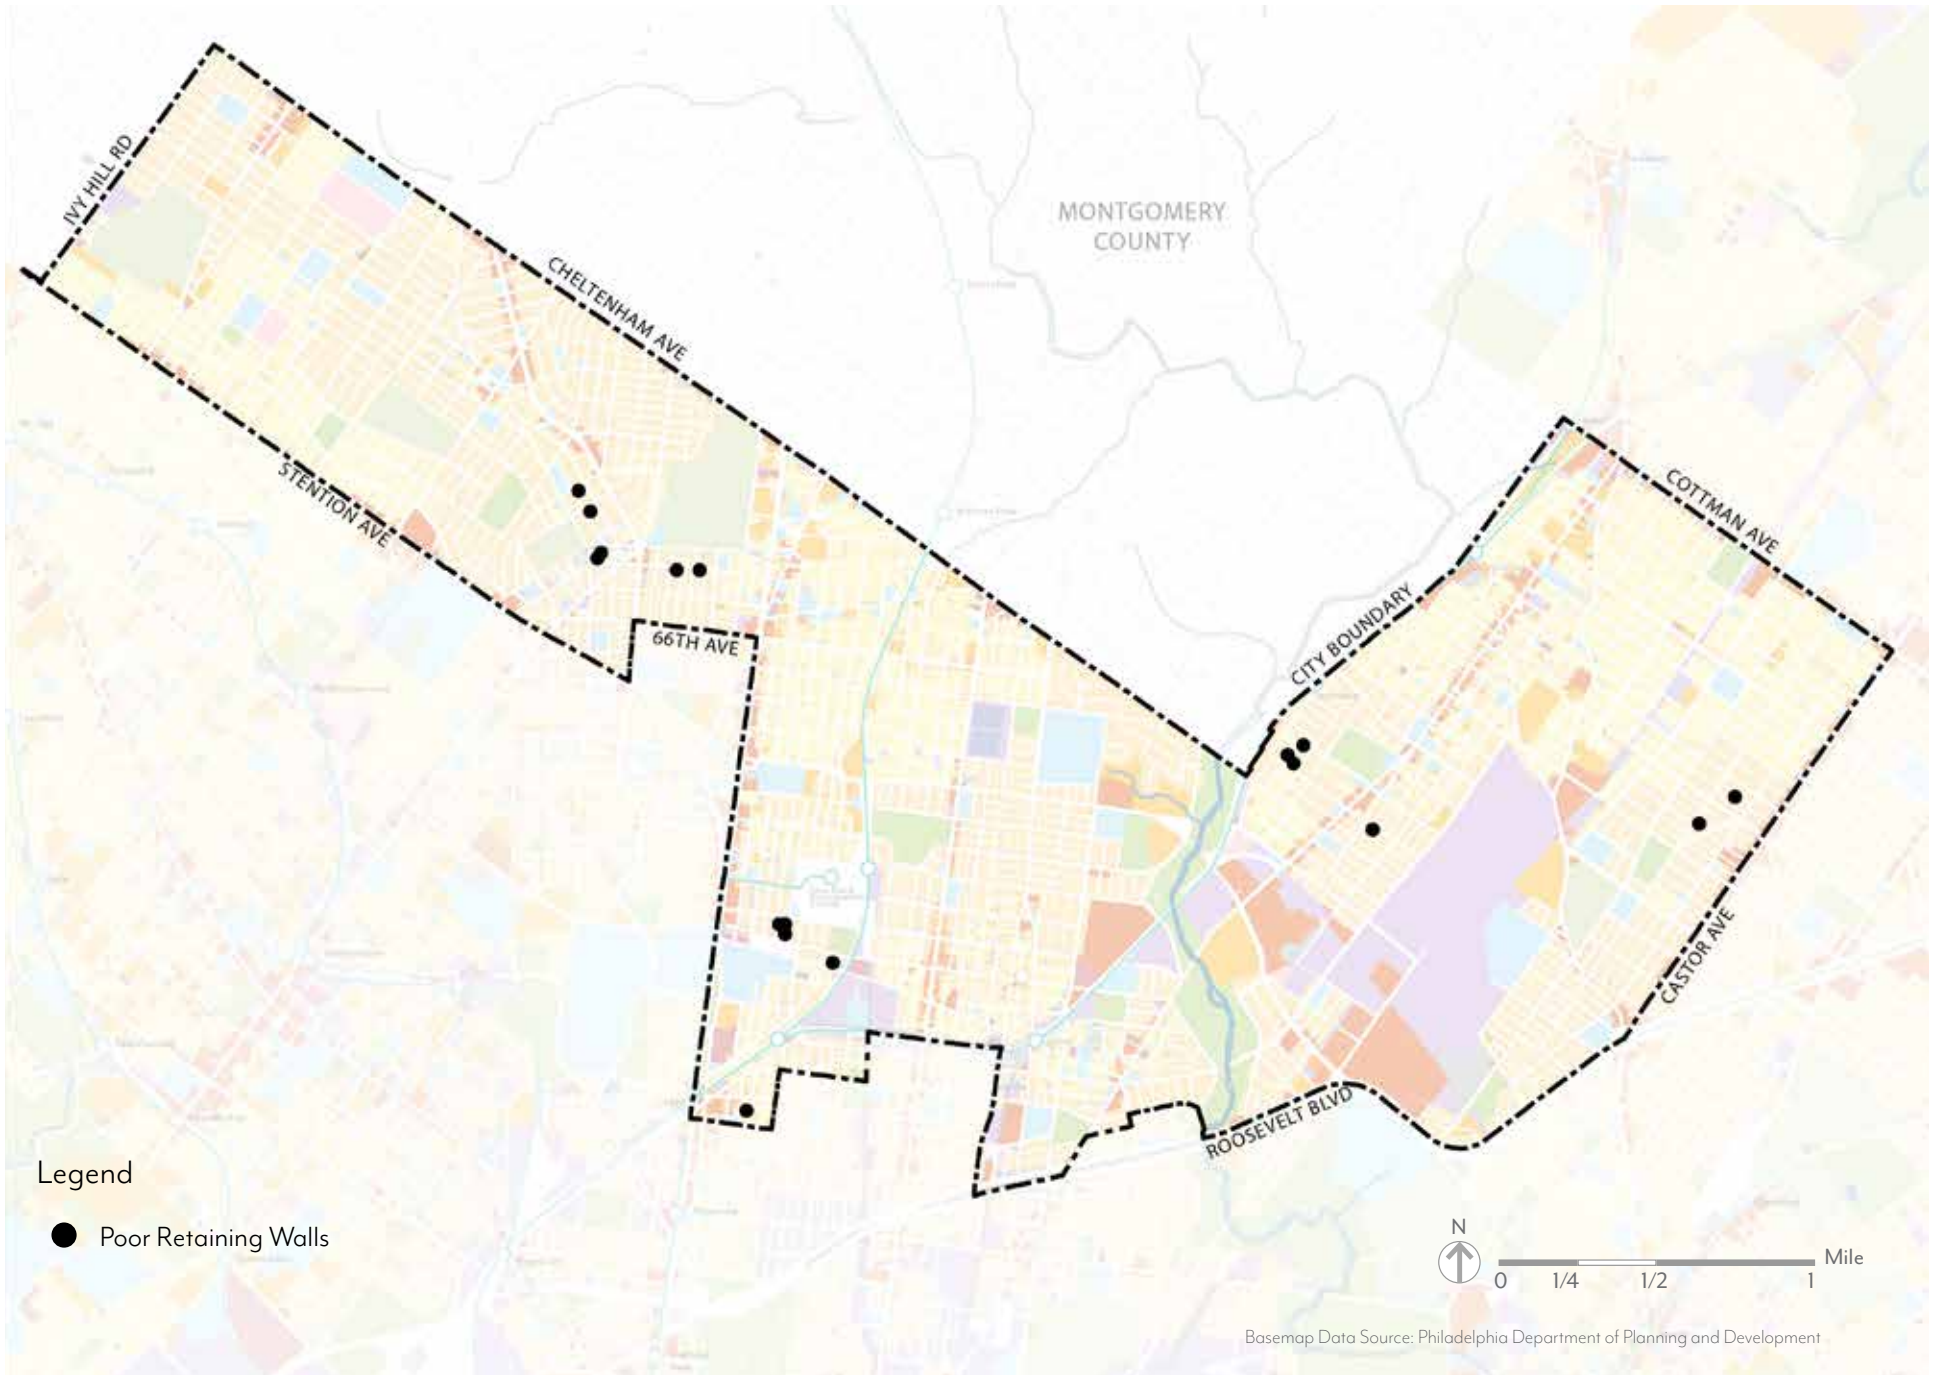 IVY HILL RD
MONTGOMERY
COUNTY
CHELTENHAM AVE
STENTION AVE
COTTMAN AVE
CITY BOUNDARY
66TH AVE
CASTOR AVE
ROOSEVELT BLVD
Legend
Poor Retaining Walls
N
Mile
0 1/4 1/2 1
Basemap Data Source: Philadelphia Department of Planning and Development